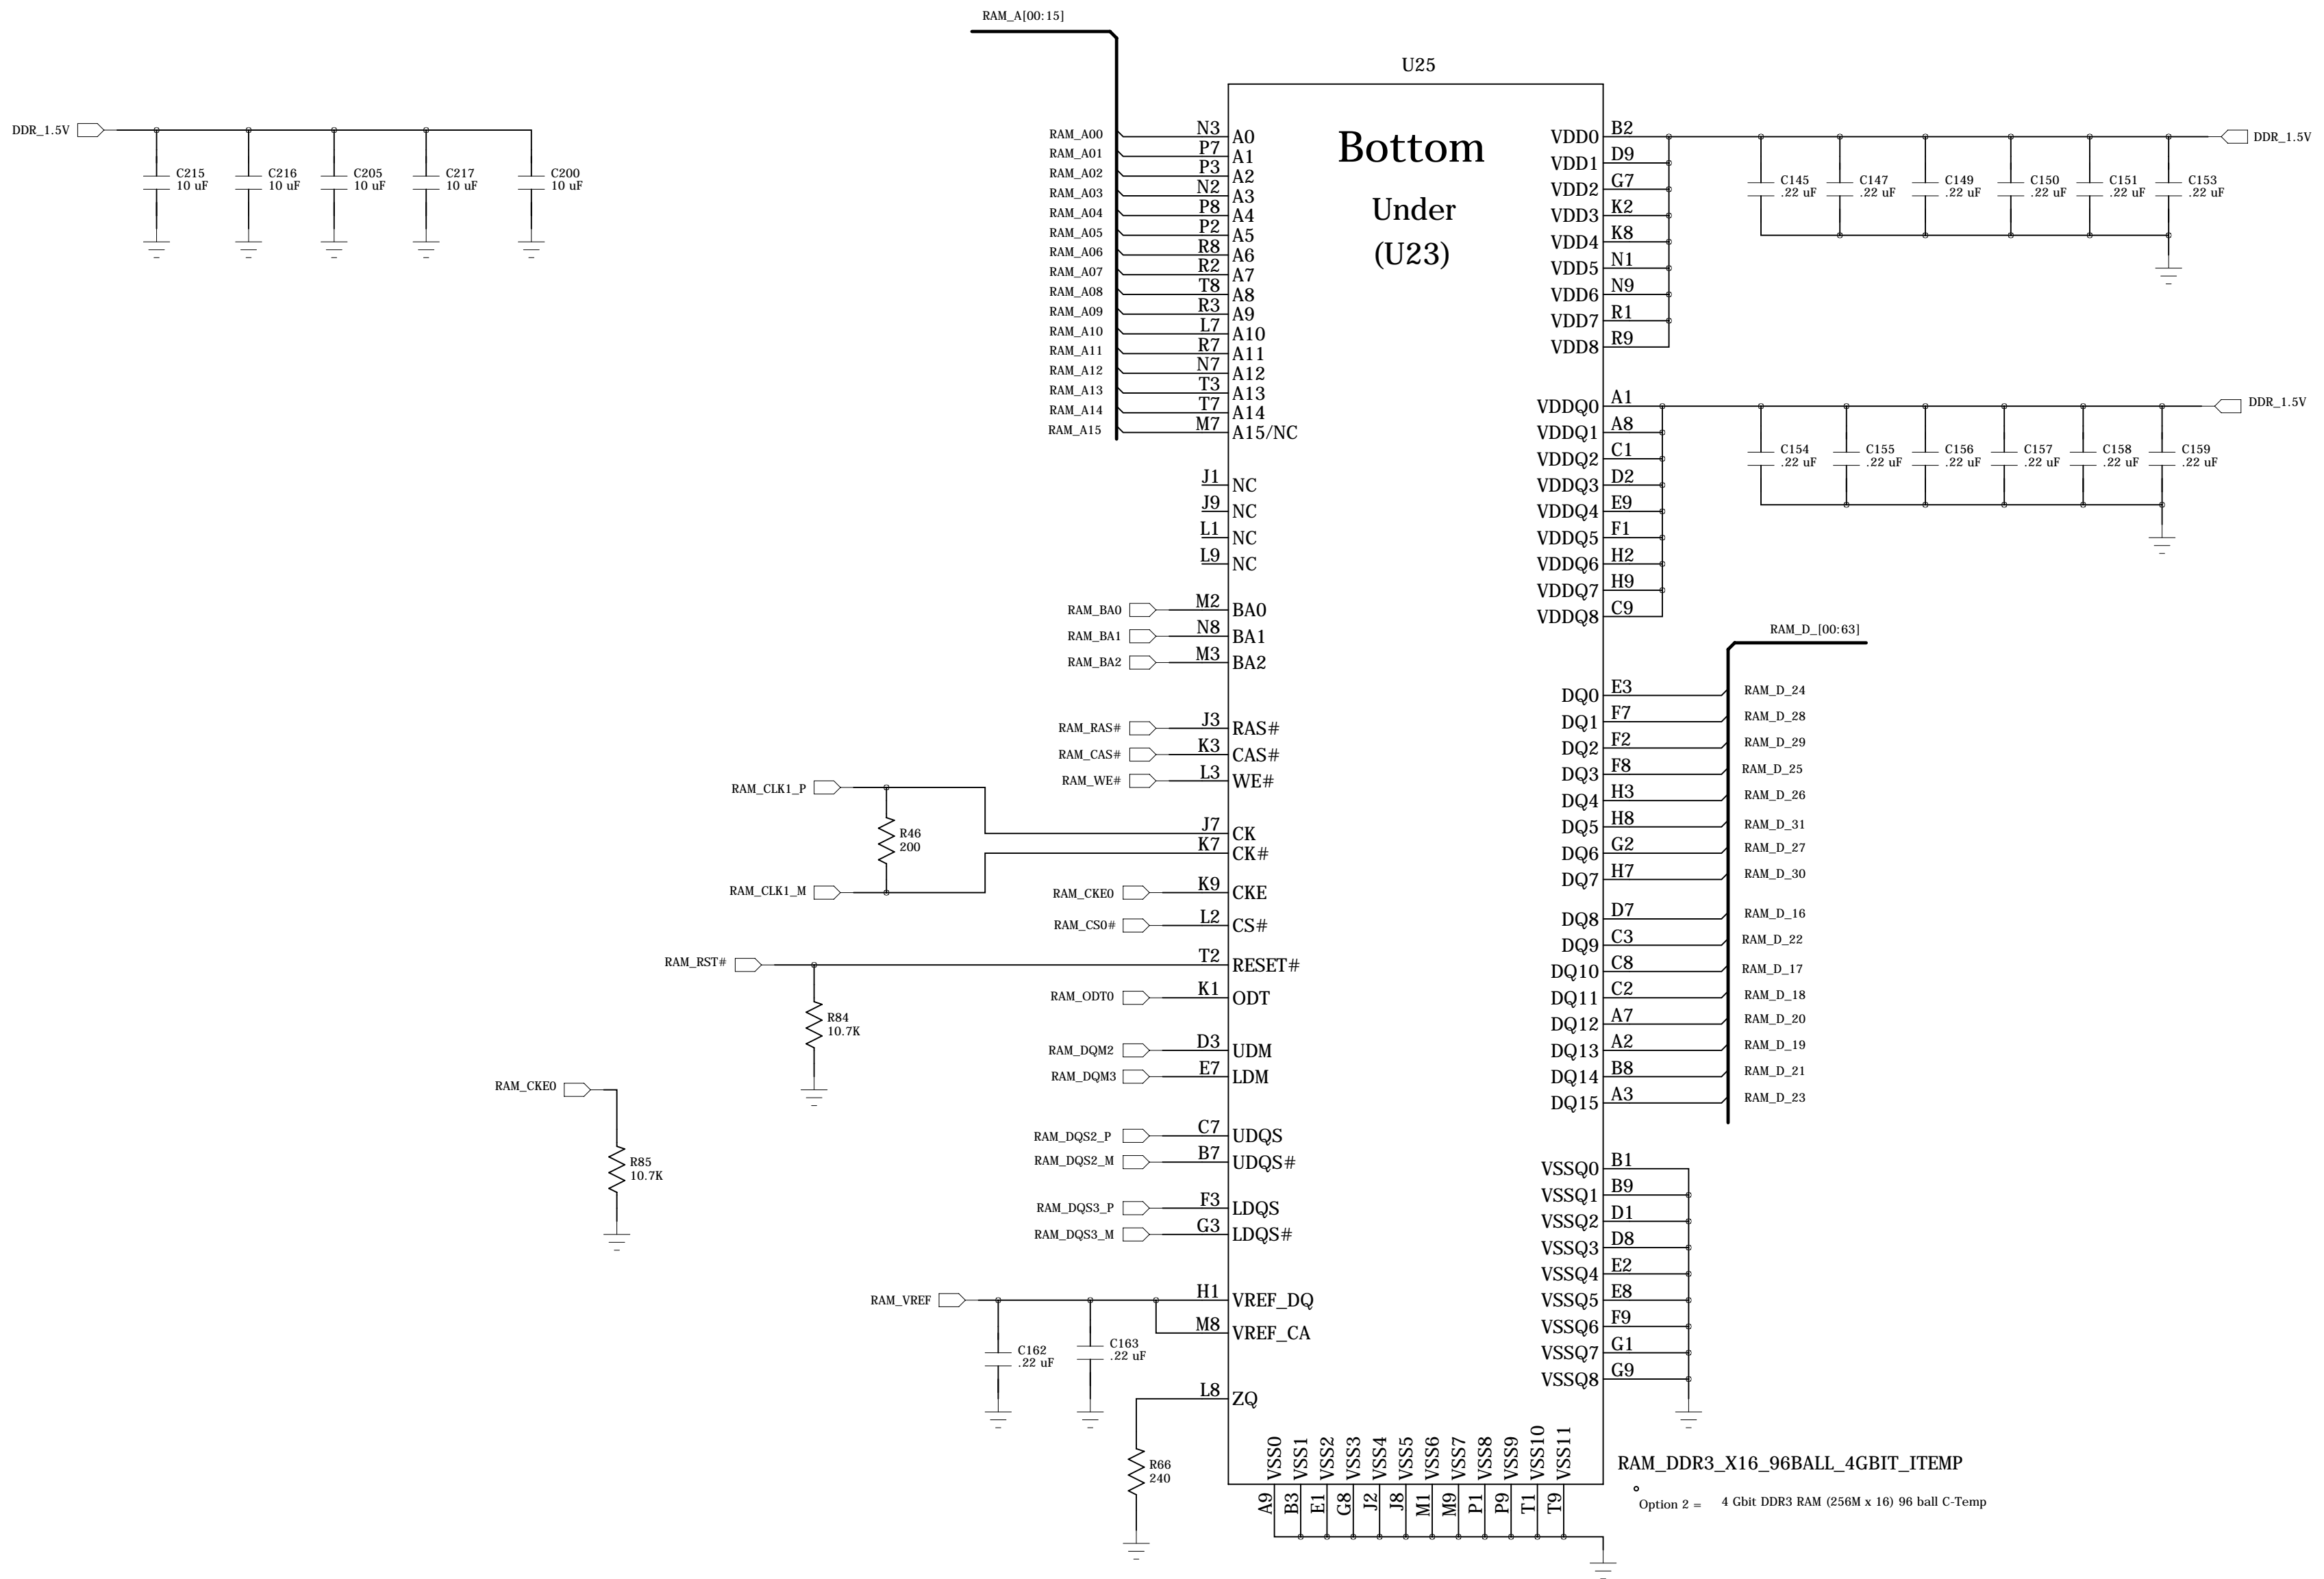 RAM_A[00:15]
U25
Bottom
Under
(U23)
DDR_1.5V
C215
10 uF
C216
10 uF
C205
10 uF
C217
10 uF
C200
10 uF
RAM_A00 N3 A0
RAM_A01 P7 A1
RAM_A02 P3 A2
RAM_A03 N2 A3
RAM_A04 P8 A4
RAM_A05 P2 A5
RAM_A06 R8 A6
RAM_A07 R2 A7
RAM_A08 T8 A8
RAM_A09 R3 A9
RAM_A10 L7 A10
RAM_A11 R7 A11
RAM_A12 N7 A12
RAM_A13 T3 A13
RAM_A14 T7 A14
RAM_A15 M7 A15/NC
J1 NC
J9 NC
L1 NC
L9 NC
RAM_BA0 M2 BA0
RAM_BA1 N8 BA1
RAM_BA2 M3 BA2
RAM_RAS# J3 RAS#
RAM_CAS# K3 CAS#
RAM_WE# L3 WE#
RAM_CLK1_P J7 CK
R46
200
RAM_CLK1_M K7 CK#
RAM_CKE0 K9 CKE
RAM_CS0# L2 CS#
RAM_RST# T2 RESET#
R84
10.7K
RAM_ODT0 K1 ODT
RAM_DQM2 D3 UDM
RAM_DQM3 E7 LDM
RAM_CKE0
R85
10.7K
RAM_DQS2_P C7 UDQS
RAM_DQS2_M B7 UDQS#
RAM_DQS3_P F3 LDQS
RAM_DQS3_M G3 LDQS#
RAM_VREF H1 VREF_DQ
M8 VREF_CA
C162
.22 uF
C163
.22 uF
L8 ZQ
R66
240
VDD0 B2
VDD1 D9
VDD2 G7
VDD3 K2
VDD4 K8
VDD5 N1
VDD6 N9
VDD7 R1
VDD8 R9
DDR_1.5V
C145
.22 uF
C147
.22 uF
C149
.22 uF
C150
.22 uF
C151
.22 uF
C153
.22 uF
VDDQ0 A1
VDDQ1 A8
VDDQ2 C1
VDDQ3 D2
VDDQ4 E9
VDDQ5 F1
VDDQ6 H2
VDDQ7 H9
VDDQ8 C9
DDR_1.5V
C154
.22 uF
C155
.22 uF
C156
.22 uF
C157
.22 uF
C158
.22 uF
C159
.22 uF
RAM_D_[00:63]
DQ0 E3 RAM_D_24
DQ1 F7 RAM_D_28
DQ2 F2 RAM_D_29
DQ3 F8 RAM_D_25
DQ4 H3 RAM_D_26
DQ5 H8 RAM_D_31
DQ6 G2 RAM_D_27
DQ7 H7 RAM_D_30
DQ8 D7 RAM_D_16
DQ9 C3 RAM_D_22
DQ10 C8 RAM_D_17
DQ11 C2 RAM_D_18
DQ12 A7 RAM_D_20
DQ13 A2 RAM_D_19
DQ14 B8 RAM_D_21
DQ15 A3 RAM_D_23
VSSQ0 B1
VSSQ1 B9
VSSQ2 D1
VSSQ3 D8
VSSQ4 E2
VSSQ5 E8
VSSQ6 F9
VSSQ7 G1
VSSQ8 G9
VSS0 A9
VSS1 B3
VSS2 E1
VSS3 G8
VSS4 J2
VSS5 J8
VSS6 M1
VSS7 M9
VSS8 P1
VSS9 P9
VSS10 T1
VSS11 T9
RAM_DDR3_X16_96BALL_4GBIT_ITEMP
Option 2 = 4 Gbit DDR3 RAM (256M x 16) 96 ball C-Temp